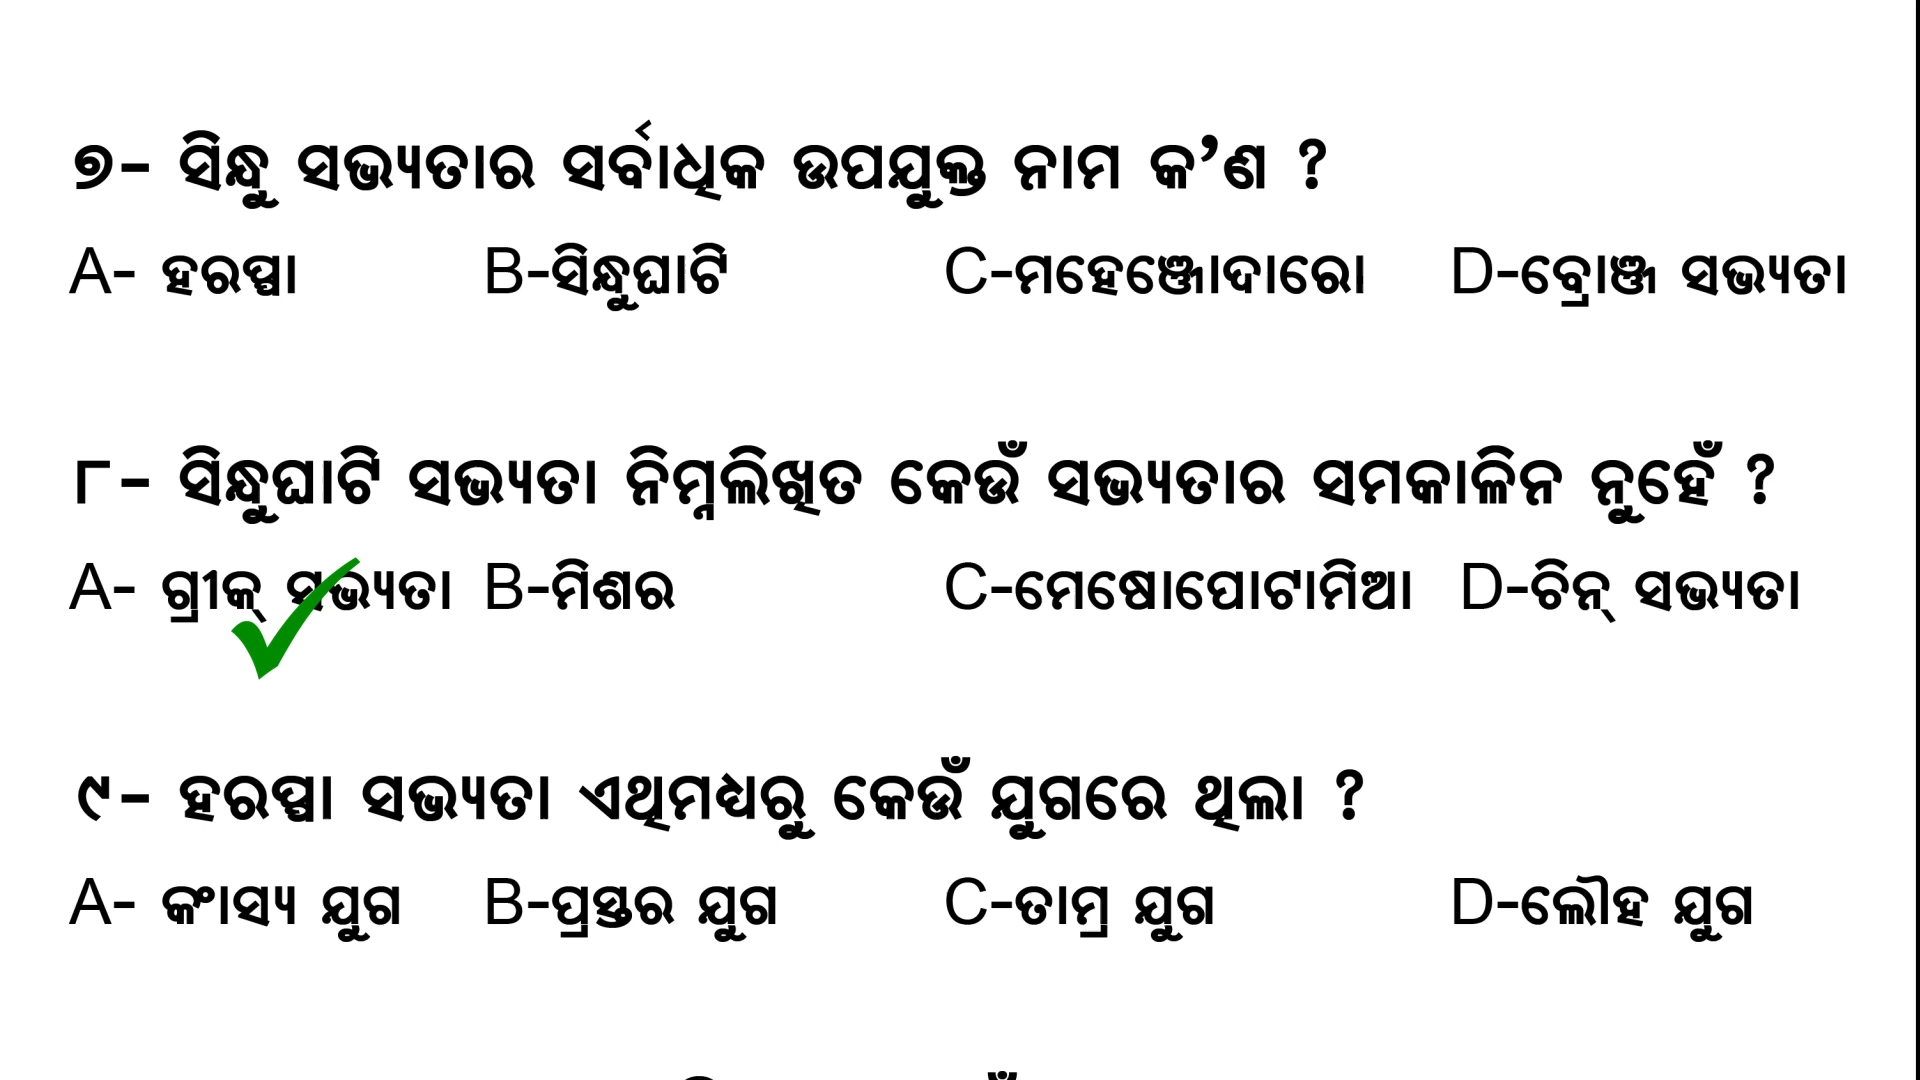 ୭- ସିନ୍ଧୁ ସଭ୍ୟତାର ସର୍ବାଧିକ ଉପଯୁକ୍ତ ନାମ କ’ଣ ?
A- ହରପ୍ପା B-ସିନ୍ଧୁଘାଟି C-ମହେଞ୍ଜୋଦାରୋ D-ବ୍ରୋଞ୍ଜ ସଭ୍ୟତା
୮- ସିନ୍ଧୁଘାଟି ସଭ୍ୟତା ନିମ୍ନଲିଖିତ କେଉଁ ସଭ୍ୟତାର ସମକାଳିନ ନୁହେଁ ?
A- ଗ୍ରୀକ୍ ସଭ୍ୟତା B-ମିଶର C-ମେଷୋପୋଟାମିଆ D-ଚିନ୍ ସଭ୍ୟତା
୯- ହରପ୍ପା ସଭ୍ୟତା ଏଥିମଧ୍ୟରୁ କେଉଁ ଯୁଗରେ ଥିଲା ?
A- କଂାସ୍ୟ ଯୁଗ B-ପ୍ରସ୍ତର ଯୁଗ C-ତାମ୍ର ଯୁଗ D-ଲୌହ ଯୁଗ